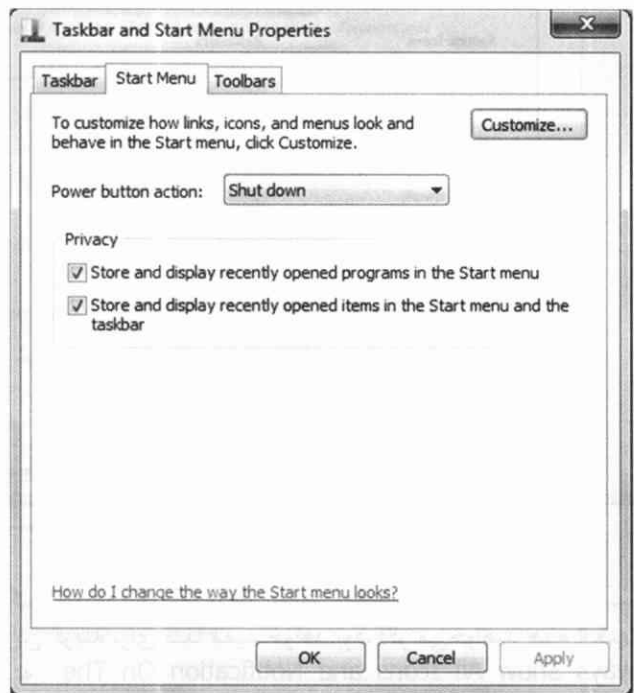 Taskbar and Start Menu Properties
Taskbar Start Menu Toolbars
To customize how links, icons, and menus look and
behave in the Start menu, click Customize.
Customize...
Power button action: Shut down
Privacy
Store and display recently opened programs in the Start menu
Store and display recently opened items in the Start menu and the
taskbar
How do I change the way the Start menu looks?
OK Cancel Apply